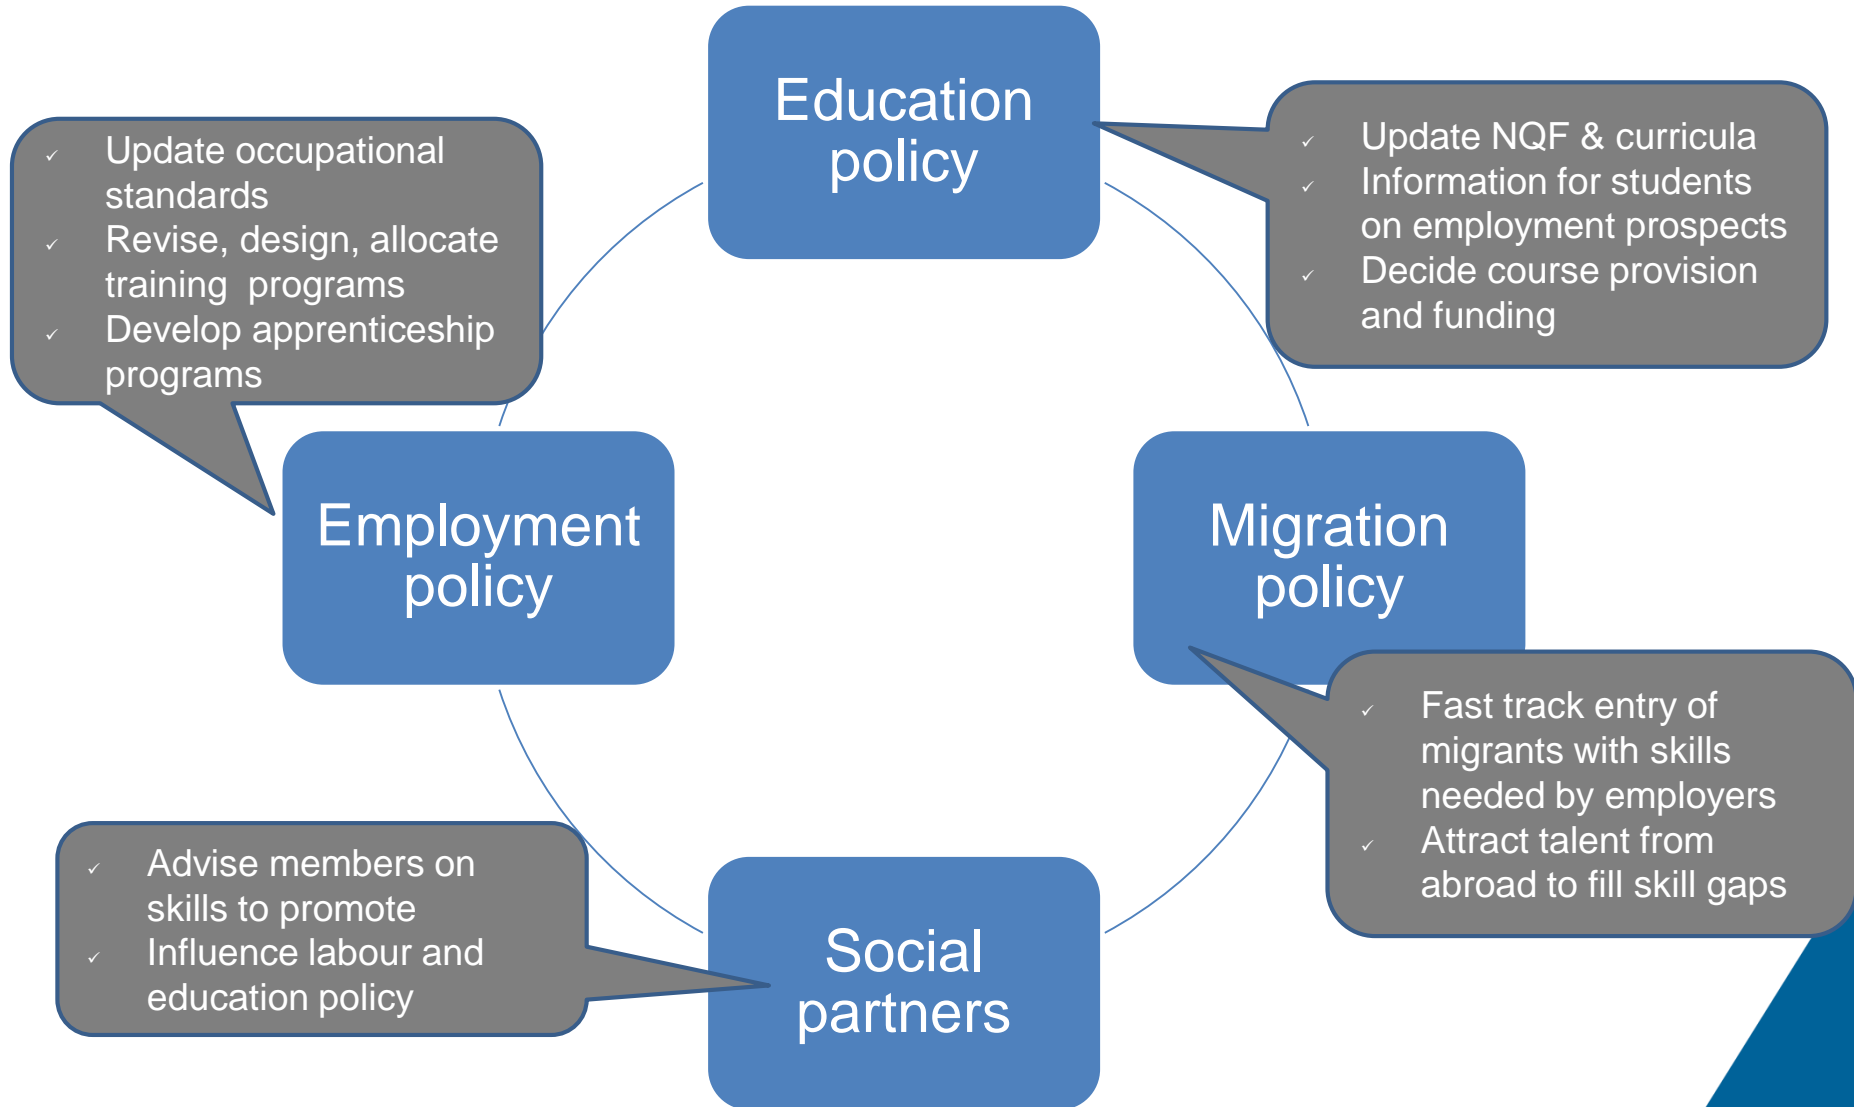 Education
policy
✓ Update NQF & curricula
✓ Information for students
on employment prospects
✓ Decide course provision
and funding
✓ Update occupational
standards
✓ Revise, design, allocate
training programs
✓ Develop apprenticeship
programs
Employment
policy
Migration
policy
✓ Fast track entry of
migrants with skills
needed by employers
✓ Attract talent from
abroad to fill skill gaps
✓ Advise members on
skills to promote
✓ Influence labour and
education policy
Social
partners